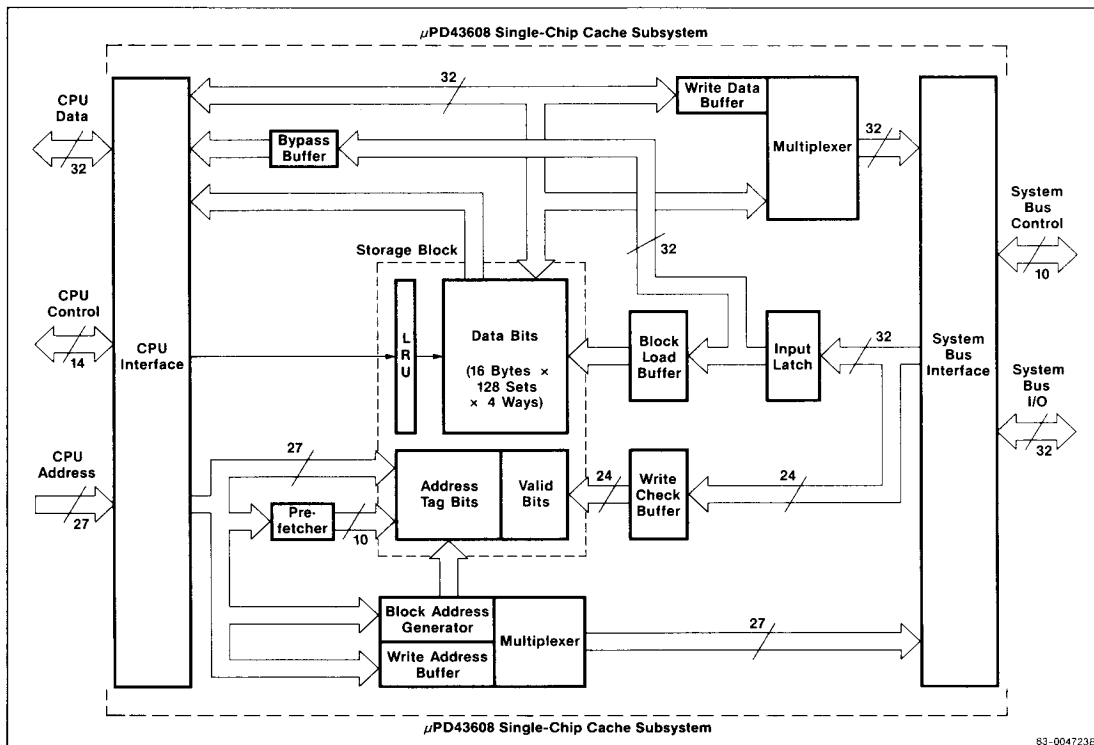 μPD43608 Single-Chip Cache Subsystem
32
Write Data
Buffer
CPU
Data
32
Bypass
Buffer
Multiplexer
32
System
Bus
Control
10
32
Storage Block
CPU
Control
14
CPU
Interface
L
R
U
Data Bits
(16 Bytes ×
128 Sets
× 4 Ways)
Block
Load
Buffer
Input
Latch
32
System
Bus
Interface
System
Bus
I/O
32
CPU
Address
27
27
Address
Tag Bits
Valid
Bits
24
Write
Check
Buffer
24
Pre-
fetcher
10
Block Address
Generator
Write Address
Buffer
Multiplexer
27
μPD43608 Single-Chip Cache Subsystem
83-004723B